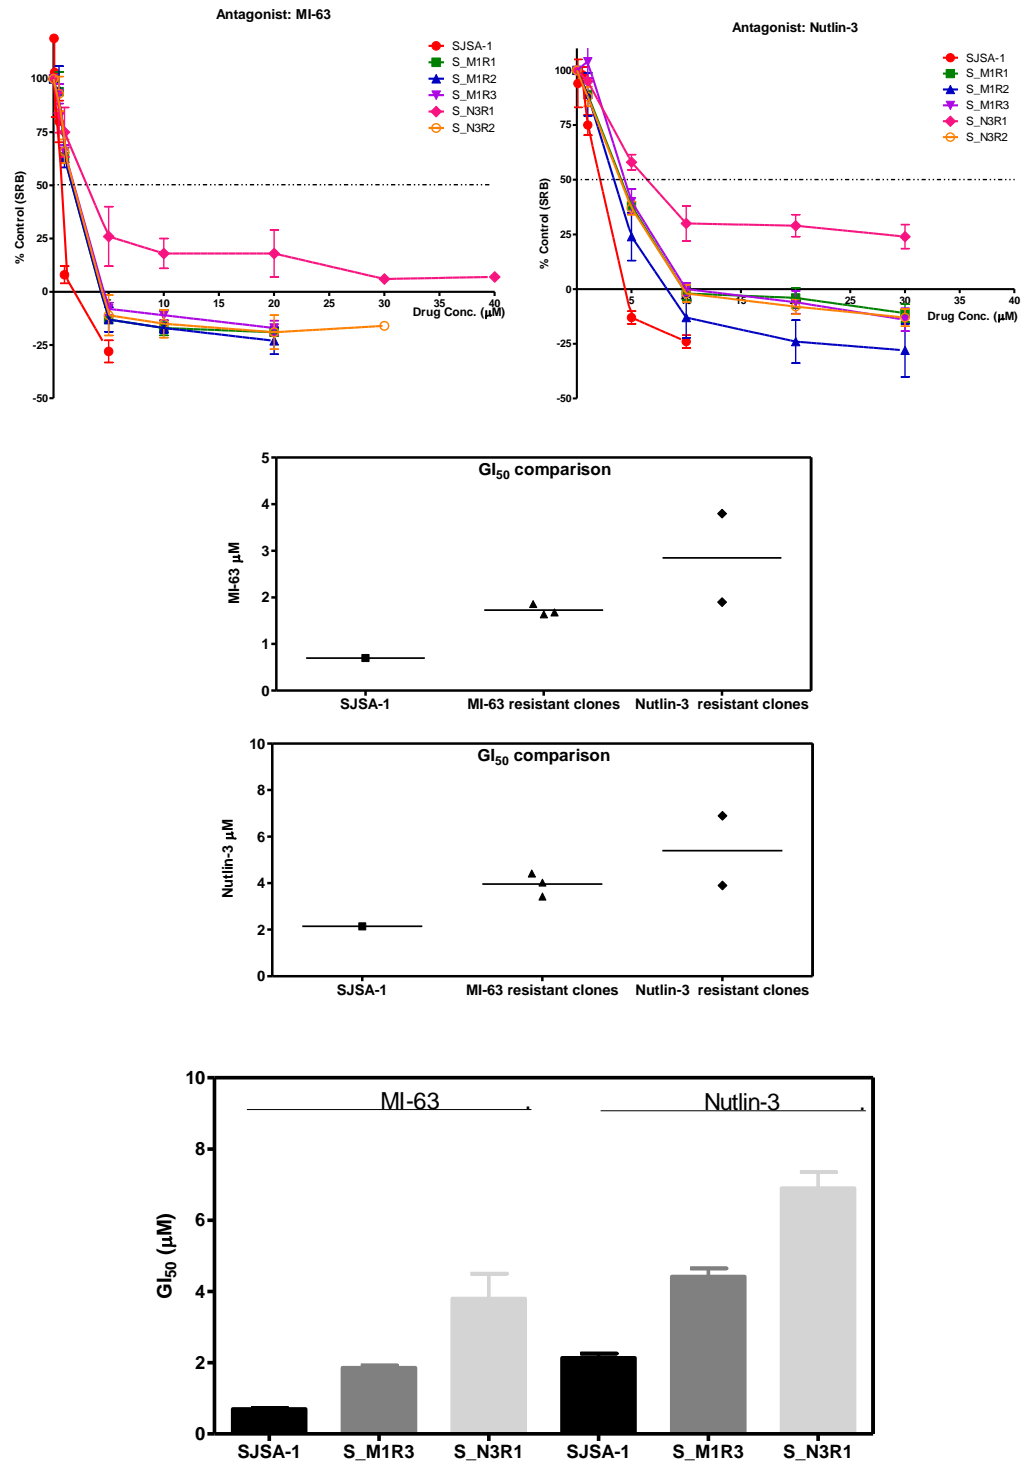 Antagonist: MI-63
SJSA-1
S_M1R1
S_M1R2
S_M1R3
S_N3R1
S_N3R2
% Control (SRB)
100
75
50
25
0
-25
-50
10
20
30
40
Drug Conc. (μM)
Antagonist: Nutlin-3
SJSA-1
S_M1R1
S_M1R2
S_M1R3
S_N3R1
S_N3R2
% Control (SRB)
100
75
50
25
0
-25
-50
5
10
15
20
25
30
35
40
Drug Conc. (μM)
GI50 comparison
MI-63 μM
5
4
3
2
1
0
SJSA-1
MI-63 resistant clones
Nutlin-3 resistant clones
GI50 comparison
Nutlin-3 μM
10
8
6
4
2
0
SJSA-1
MI-63 resistant clones
Nutlin-3 resistant clones
MI-63
Nutlin-3
GI50 (μM)
10
8
6
4
2
0
SJSA-1
S_M1R3
S_N3R1
SJSA-1
S_M1R3
S_N3R1